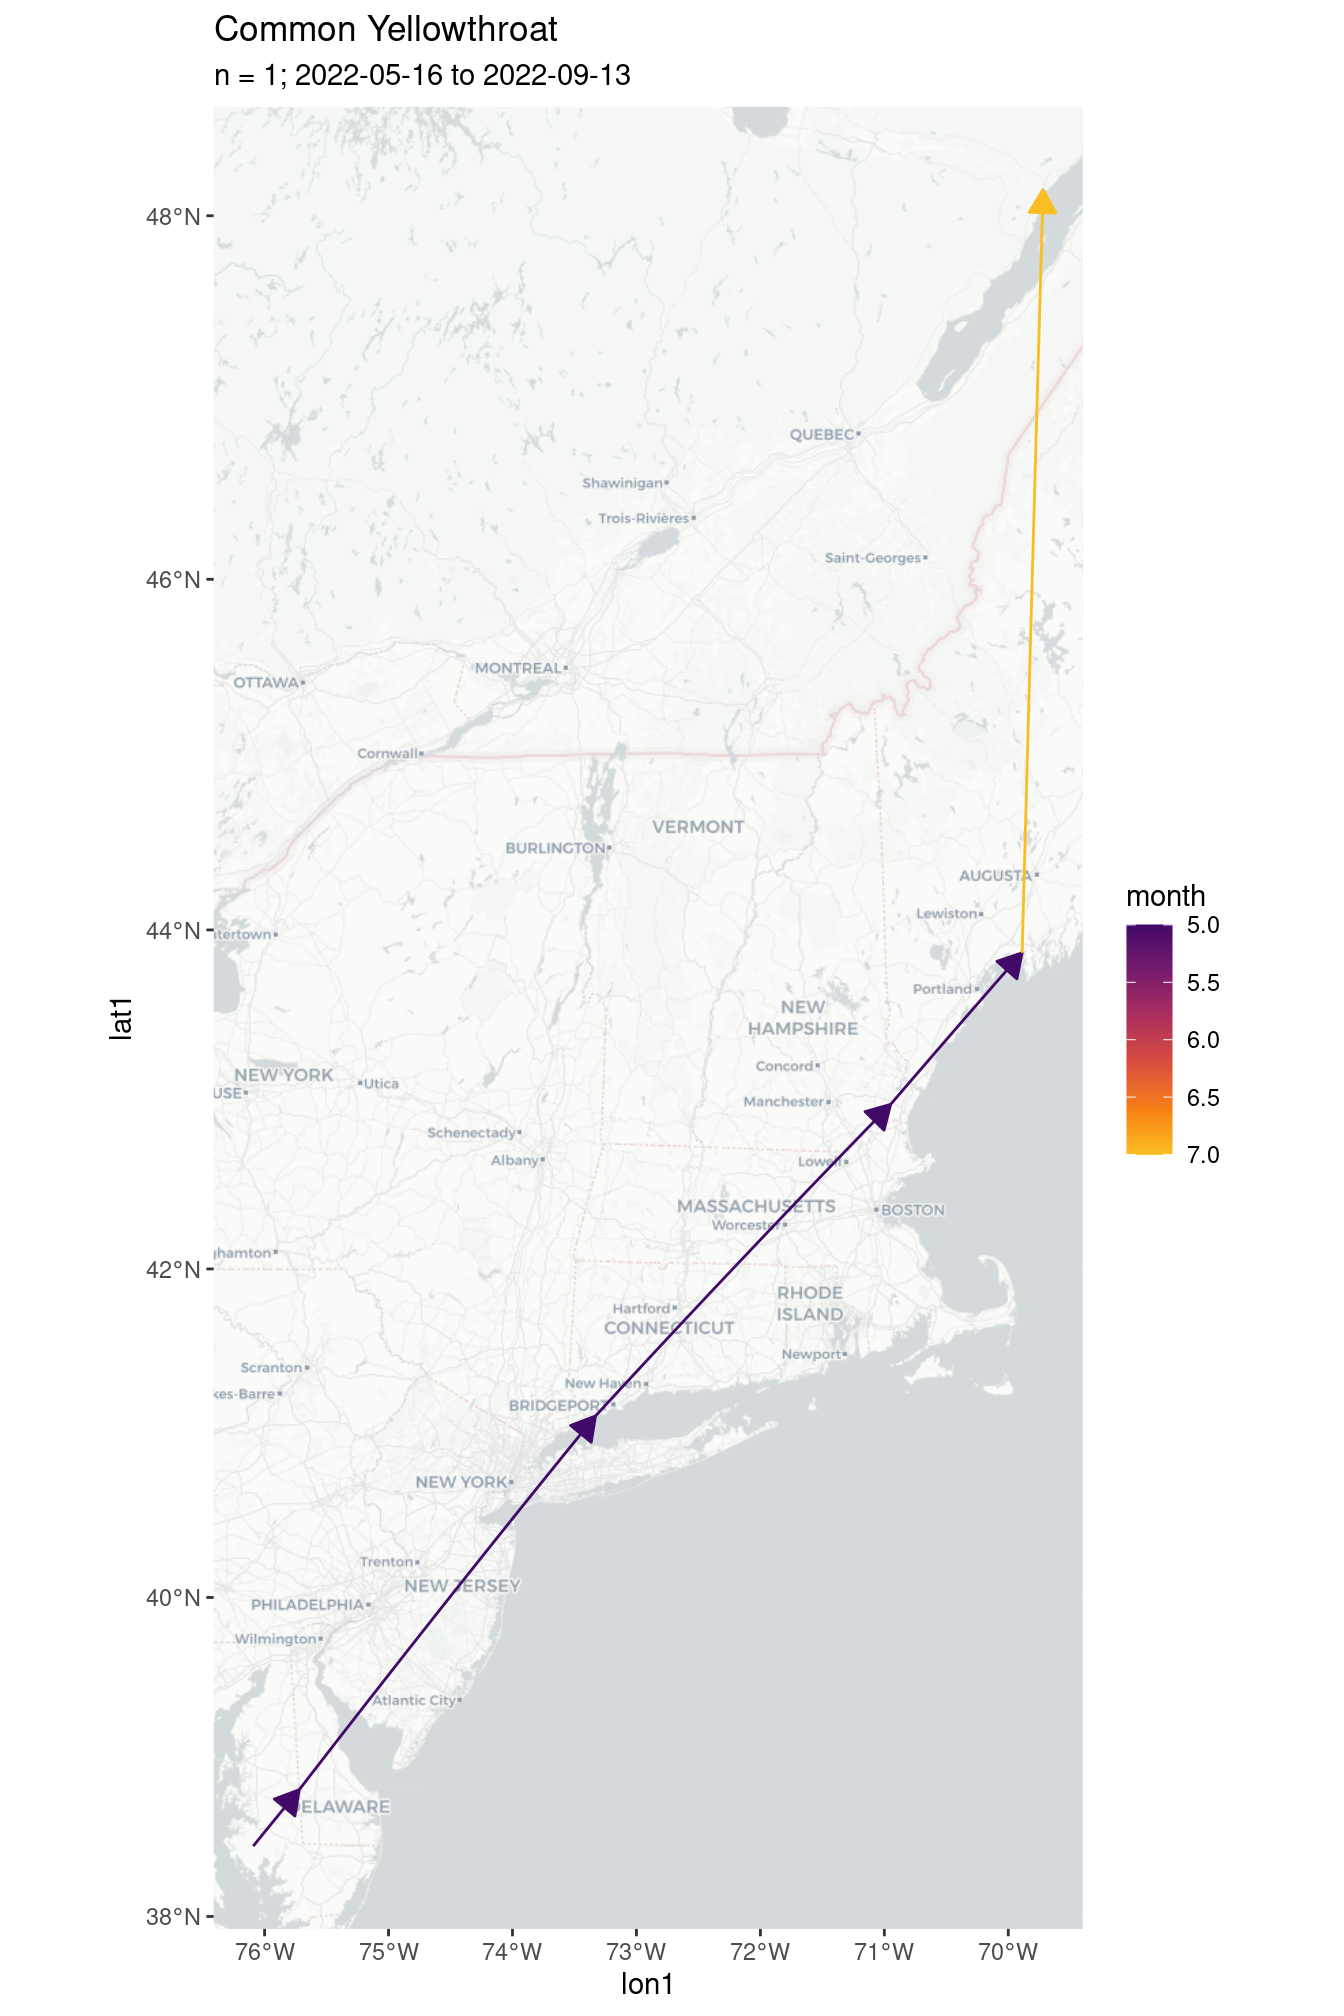 Common Yellowthroat
n = 1; 2022-05-16 to 2022-09-13
48°N
QUEBEC
Shawinigan
Trois-Rivières
Saint-Georges
46°N
MONTREAL
OTTAWA
Cornwall
VERMONT
BURLINGTON
AUGUSTA
Lewiston
44°N
tertown
Portland
NEW
HAMPSHIRE
Concord
NEW YORK
Utica
USE
Manchester
Schenectady
Albany
Lowell
MASSACHUSETTS
BOSTON
Worcester
ghamton
42°N
RHODE
ISLAND
Hartford
CONNECTICUT
Newport
Scranton
kes-Barre
New Haven
BRIDGEPORT
NEW YORK
Trenton
NEW JERSEY
40°N
PHILADELPHIA
Wilmington
Atlantic City
DELAWARE
38°N
76°W 75°W 74°W 73°W 72°W 71°W 70°W
lon1
lat1
month
5.0
5.5
6.0
6.5
7.0